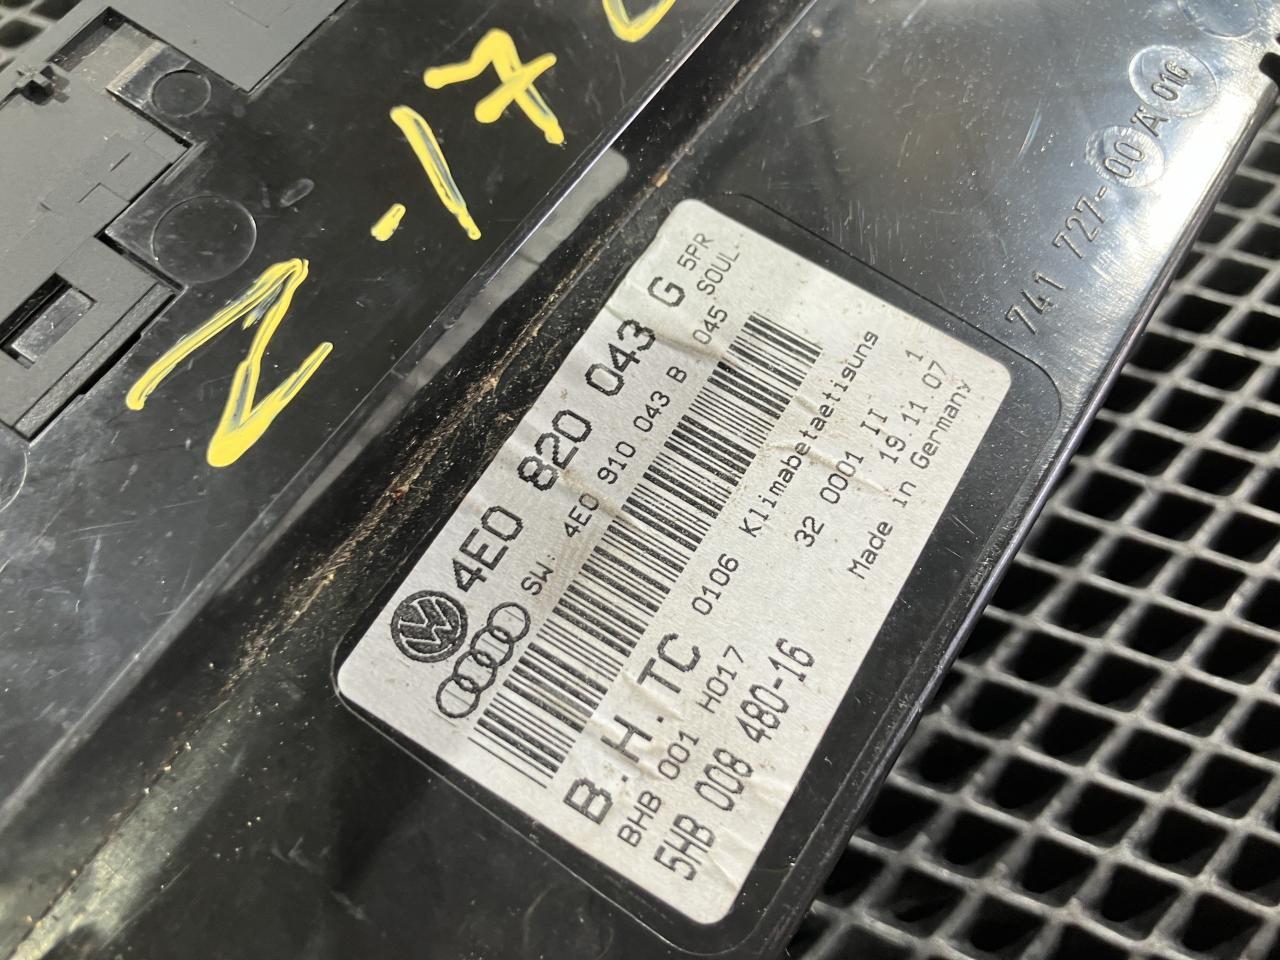 Z-17
741 727-00 A 016
4E0 820 043 G 5PR
SW: 4E0 910 043 B 045 SOUL-
B.H.TC 0106 Klimabetaetigung
BHB 001 H017 32 0001 II
5HB 008 480-16 19.11.07 1
Made in Germany